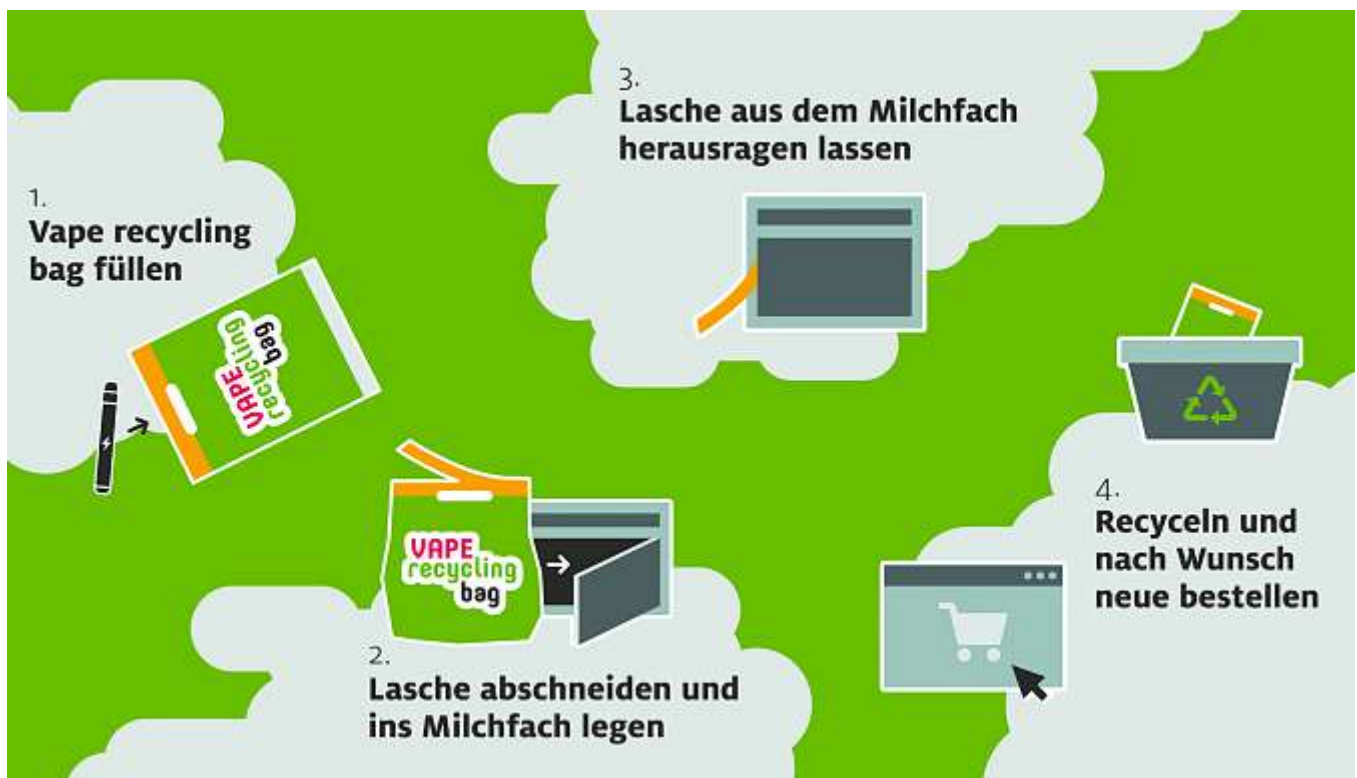 1.
Vape recycling
bag füllen
VAPE
recycling
bag
2.
Lasche abschneiden und
ins Milchfach legen
VAPE
recycling
bag
3.
Lasche aus dem Milchfach
herausragen lassen
4.
Recyceln und
nach Wunsch
neue bestellen